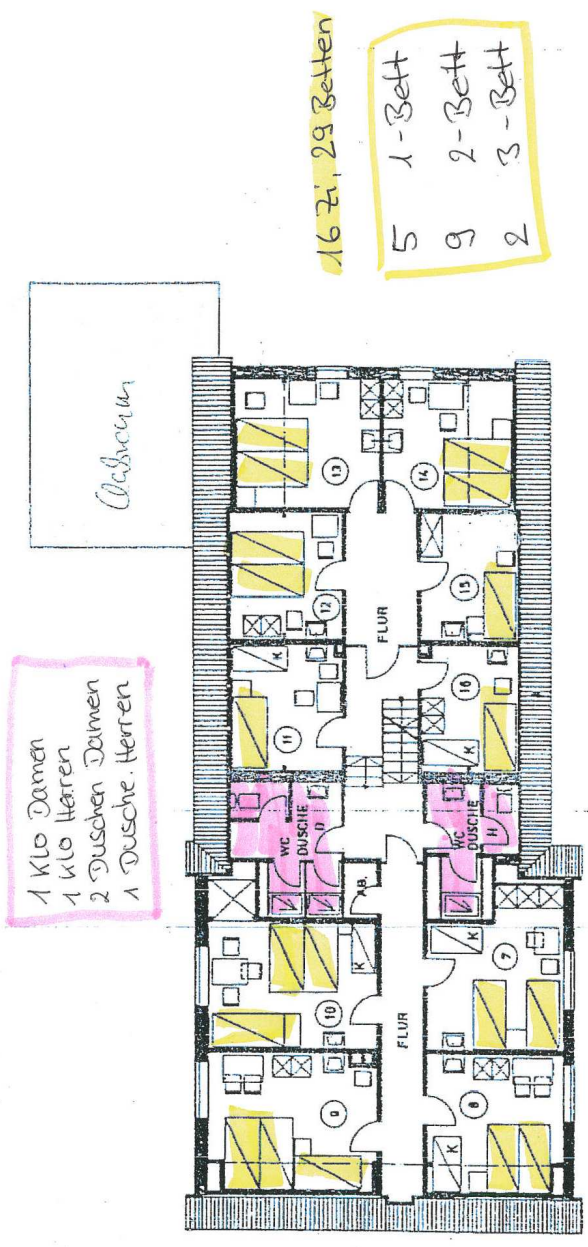 1 Klo Damen
1 Klo Herren
2 Duschen Damen
1 Dusche Herren
16 Zi, 29 Betten
5 1-Bett
9 2-Bett
2 3-Bett
9
10
11
12
13
K
K
WC
DUSCHE
D
AB.
FLUR
FLUR
WC
DUSCHE
H
8
7
16
15
14
K
K
K